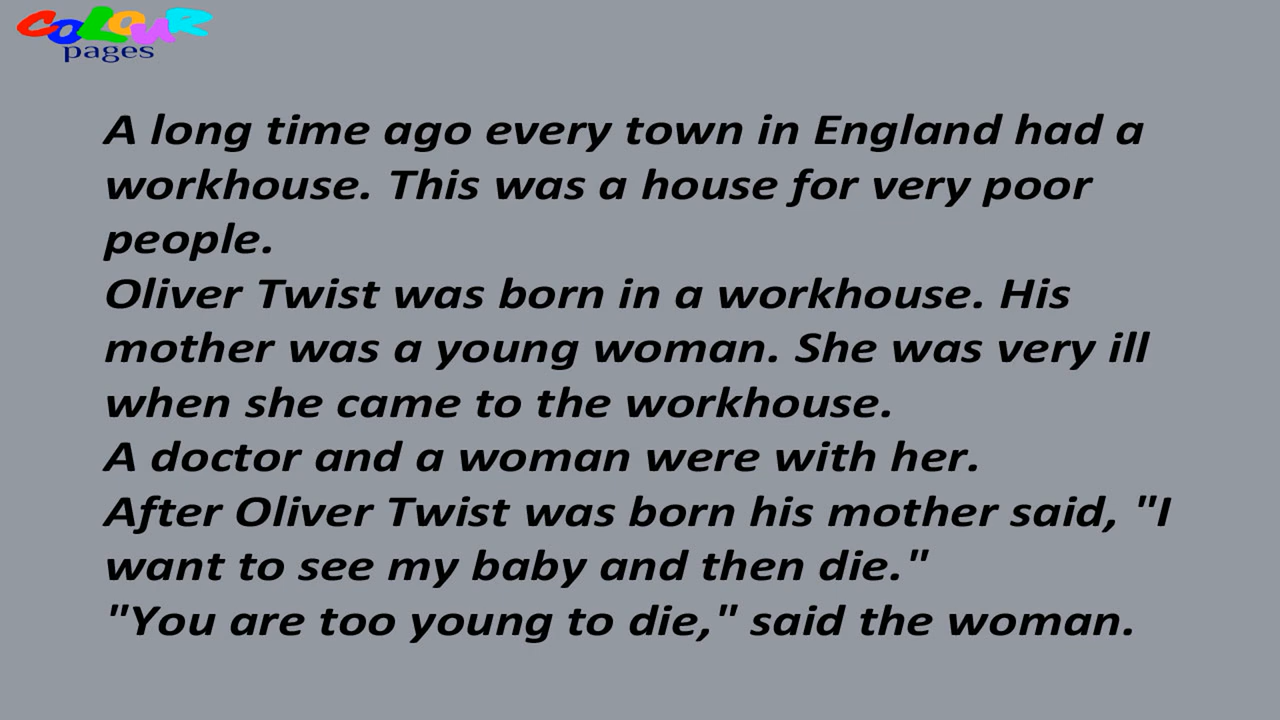 COLOUR
pages
A long time ago every town in England had a
workhouse. This was a house for very poor
people.
Oliver Twist was born in a workhouse. His
mother was a young woman. She was very ill
when she came to the workhouse.
A doctor and a woman were with her.
After Oliver Twist was born his mother said, "I
want to see my baby and then die."
"You are too young to die," said the woman.